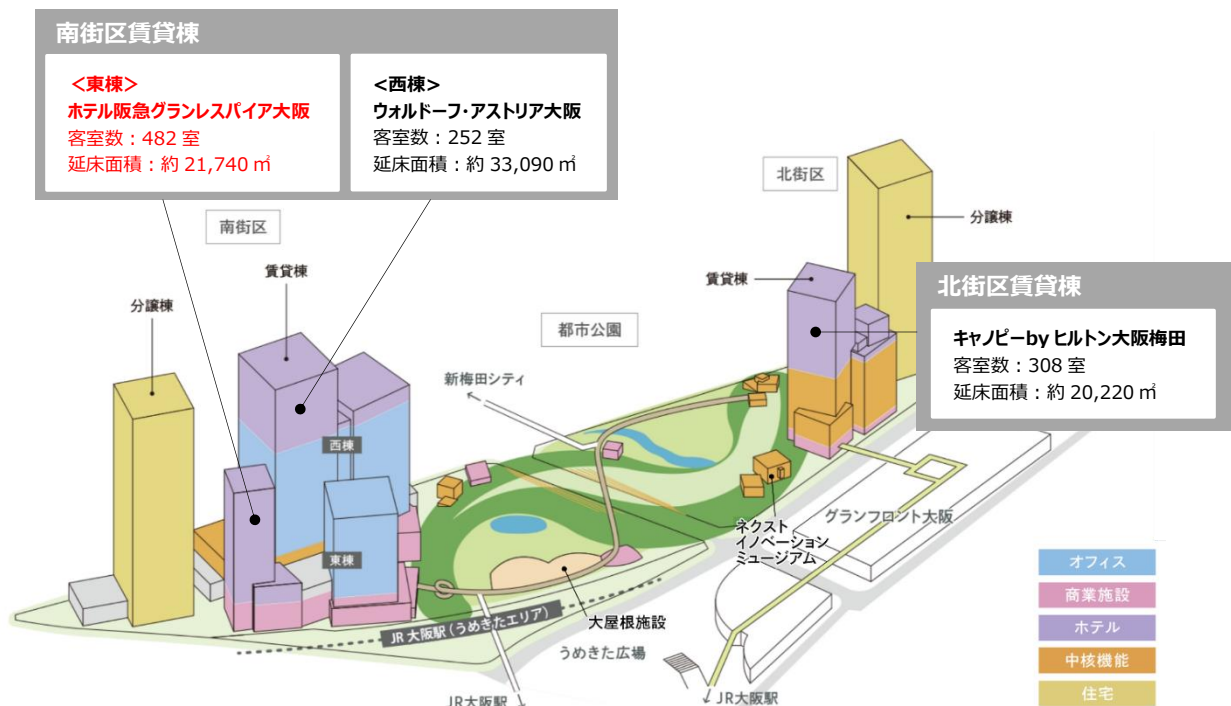 南街区賃貸棟
<東棟>
ホテル阪急グランレスパイア大阪
客室数：482 室
延床面積：約 21,740 ㎡
<西棟>
ウォルドーフ・アストリア大阪
客室数：252 室
延床面積：約 33,090 ㎡
北街区
分譲棟
南街区
賃貸棟
分譲棟
賃貸棟
北街区賃貸棟
キャノピーby ヒルトン大阪梅田
客室数：308 室
延床面積：約 20,220 ㎡
都市公園
新梅田シティ
西棟
東棟
ネクスト
イノベーション
ミュージアム
グランフロント大阪
大屋根施設
JR 大阪駅（うめきたエリア）
うめきた広場
JR大阪駅
JR大阪駅
オフィス
商業施設
ホテル
中核機能
住宅